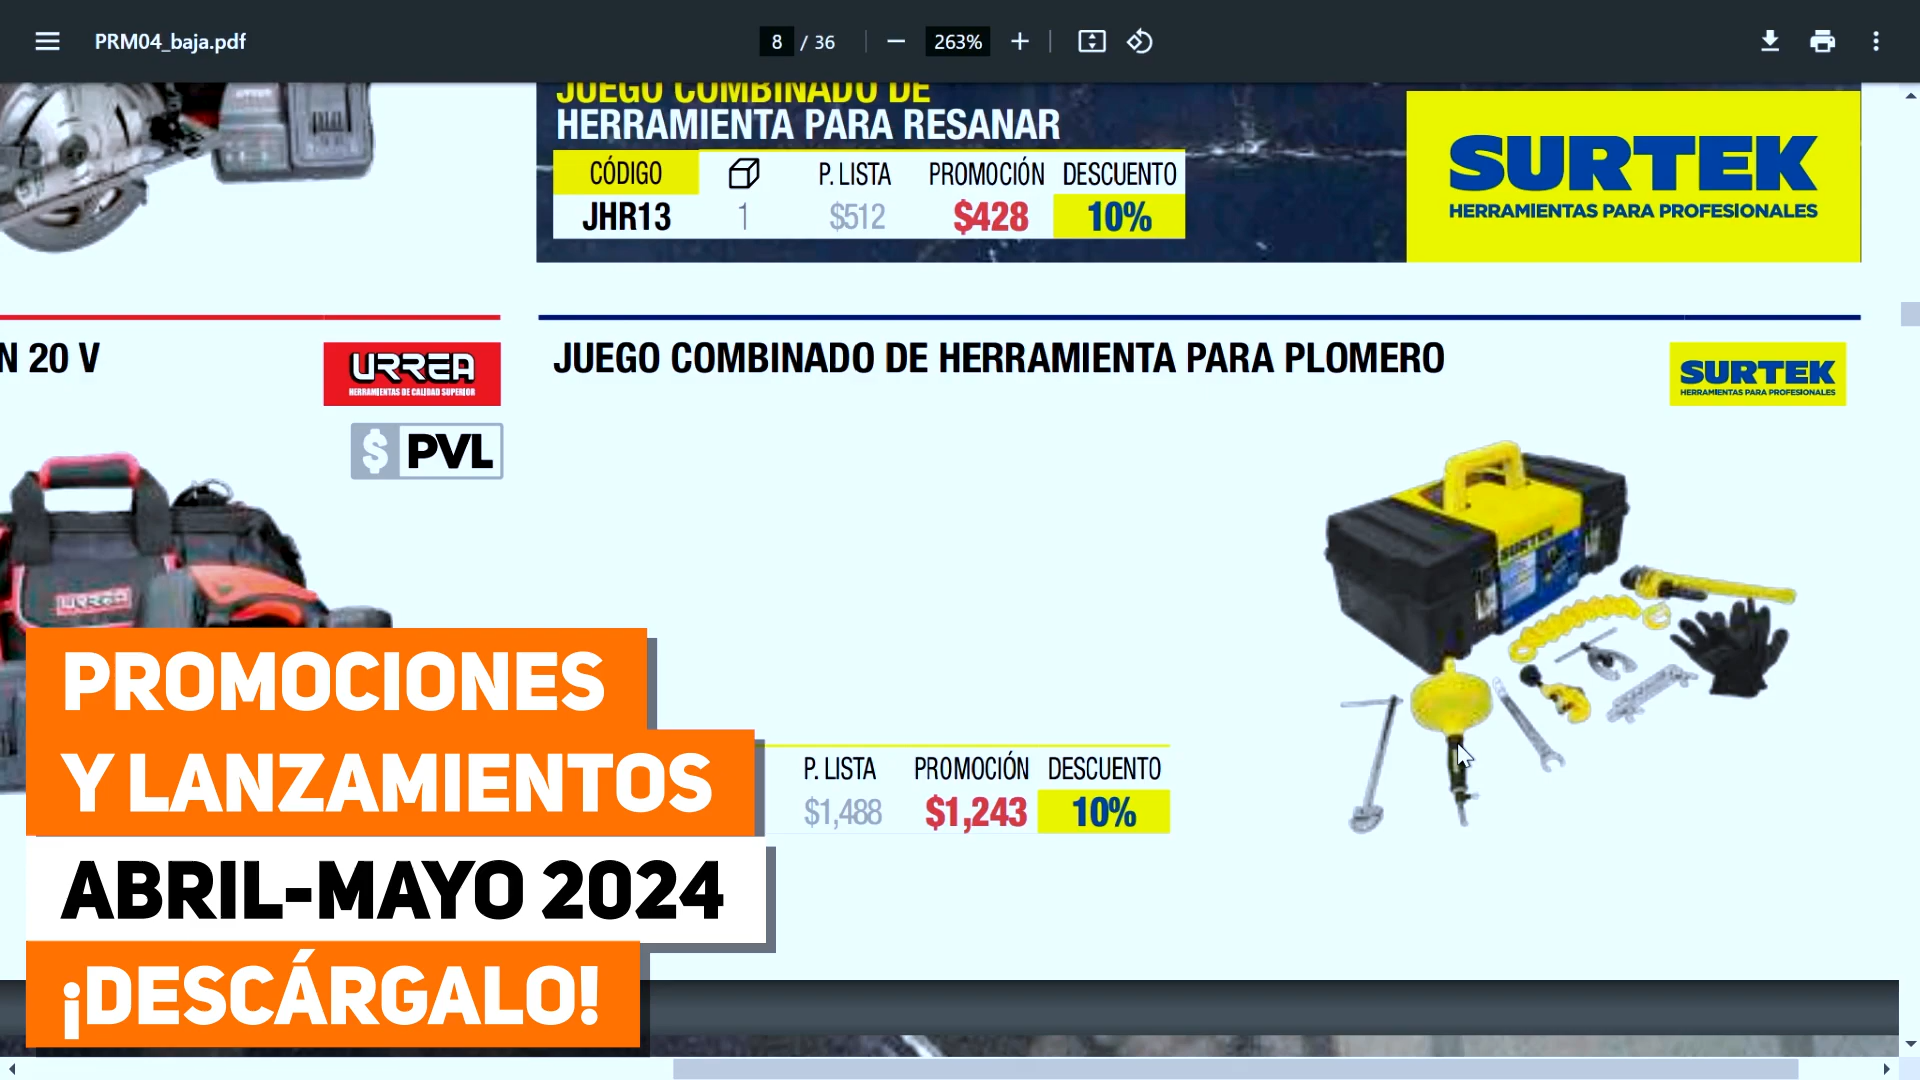 PRM04_baja.pdf
8 / 36
263%
JUEGO COMBINADO DE
HERRAMIENTA PARA RESANAR
CÓDIGO P. LISTA PROMOCIÓN DESCUENTO
JHR13 1 $512 $428 10%
SURTEK
HERRAMIENTAS PARA PROFESIONALES
N 20 V
URREA
HERRAMIENTAS DE CALIDAD SUPERIOR
$ PVL
JUEGO COMBINADO DE HERRAMIENTA PARA PLOMERO
SURTEK
HERRAMIENTAS PARA PROFESIONALES
SURTEK
URREA
P. LISTA PROMOCIÓN DESCUENTO
$1,488 $1,243 10%
PROMOCIONES
Y LANZAMIENTOS
ABRIL-MAYO 2024
¡DESCÁRGALO!